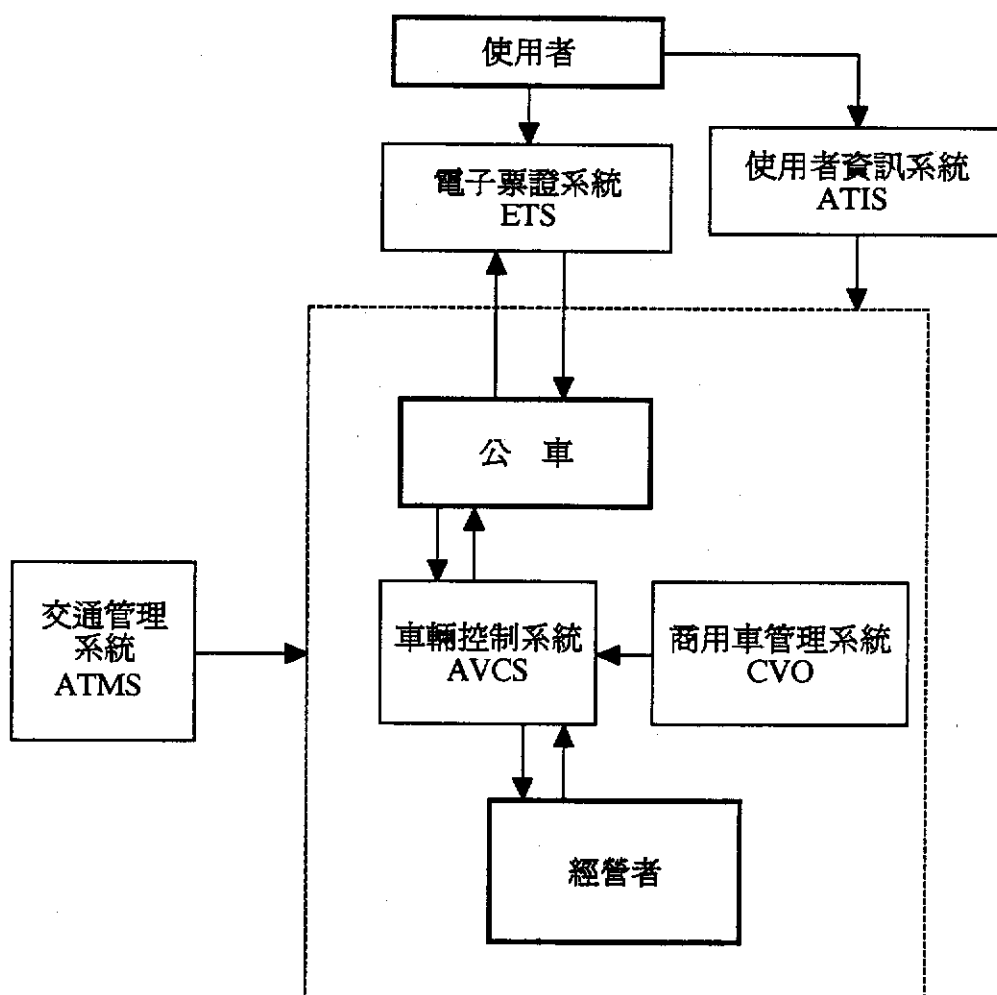 使用者
電子票證系統
ETS
使用者資訊系統
ATIS
公 車
交通管理
系統
ATMS
車輛控制系統
AVCS
商用車管理系統
CVO
經營者